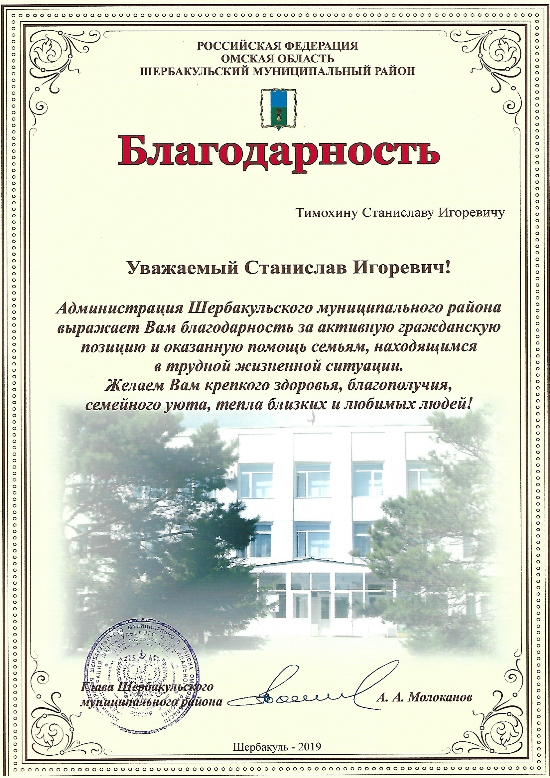 РОССИЙСКАЯ ФЕДЕРАЦИЯ
ОМСКАЯ ОБЛАСТЬ
ШЕРБАКУЛЬСКИЙ МУНИЦИПАЛЬНЫЙ РАЙОН
Благодарность
Тимохину Станиславу Игоревичу
Уважаемый Станислав Игоревич!
Администрация Шербакульского муниципального района
выражает Вам благодарность за активную гражданскую
позицию и оказанную помощь семьям, находящимся
в трудной жизненной ситуации.
Желаем Вам крепкого здоровья, благополучия,
семейного уюта, тепла близких и любимых людей!
Глава Шербакульского
муниципального района
А. А. Молоканов
Шербакуль - 2019